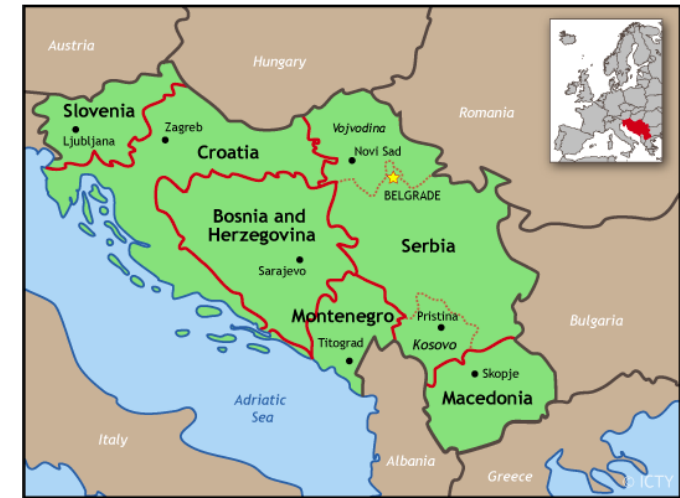 Austria
Hungary
Romania
Slovenia
Ljubljana
Zagreb
Croatia
Vojvodina
Novi Sad
BELGRADE
Bosnia and
Herzegovina
Sarajevo
Serbia
Montenegro
Titograd
Pristina
Kosovo
Bulgaria
Skopje
Macedonia
Adriatic
Sea
Italy
Albania
Greece
© ICTY